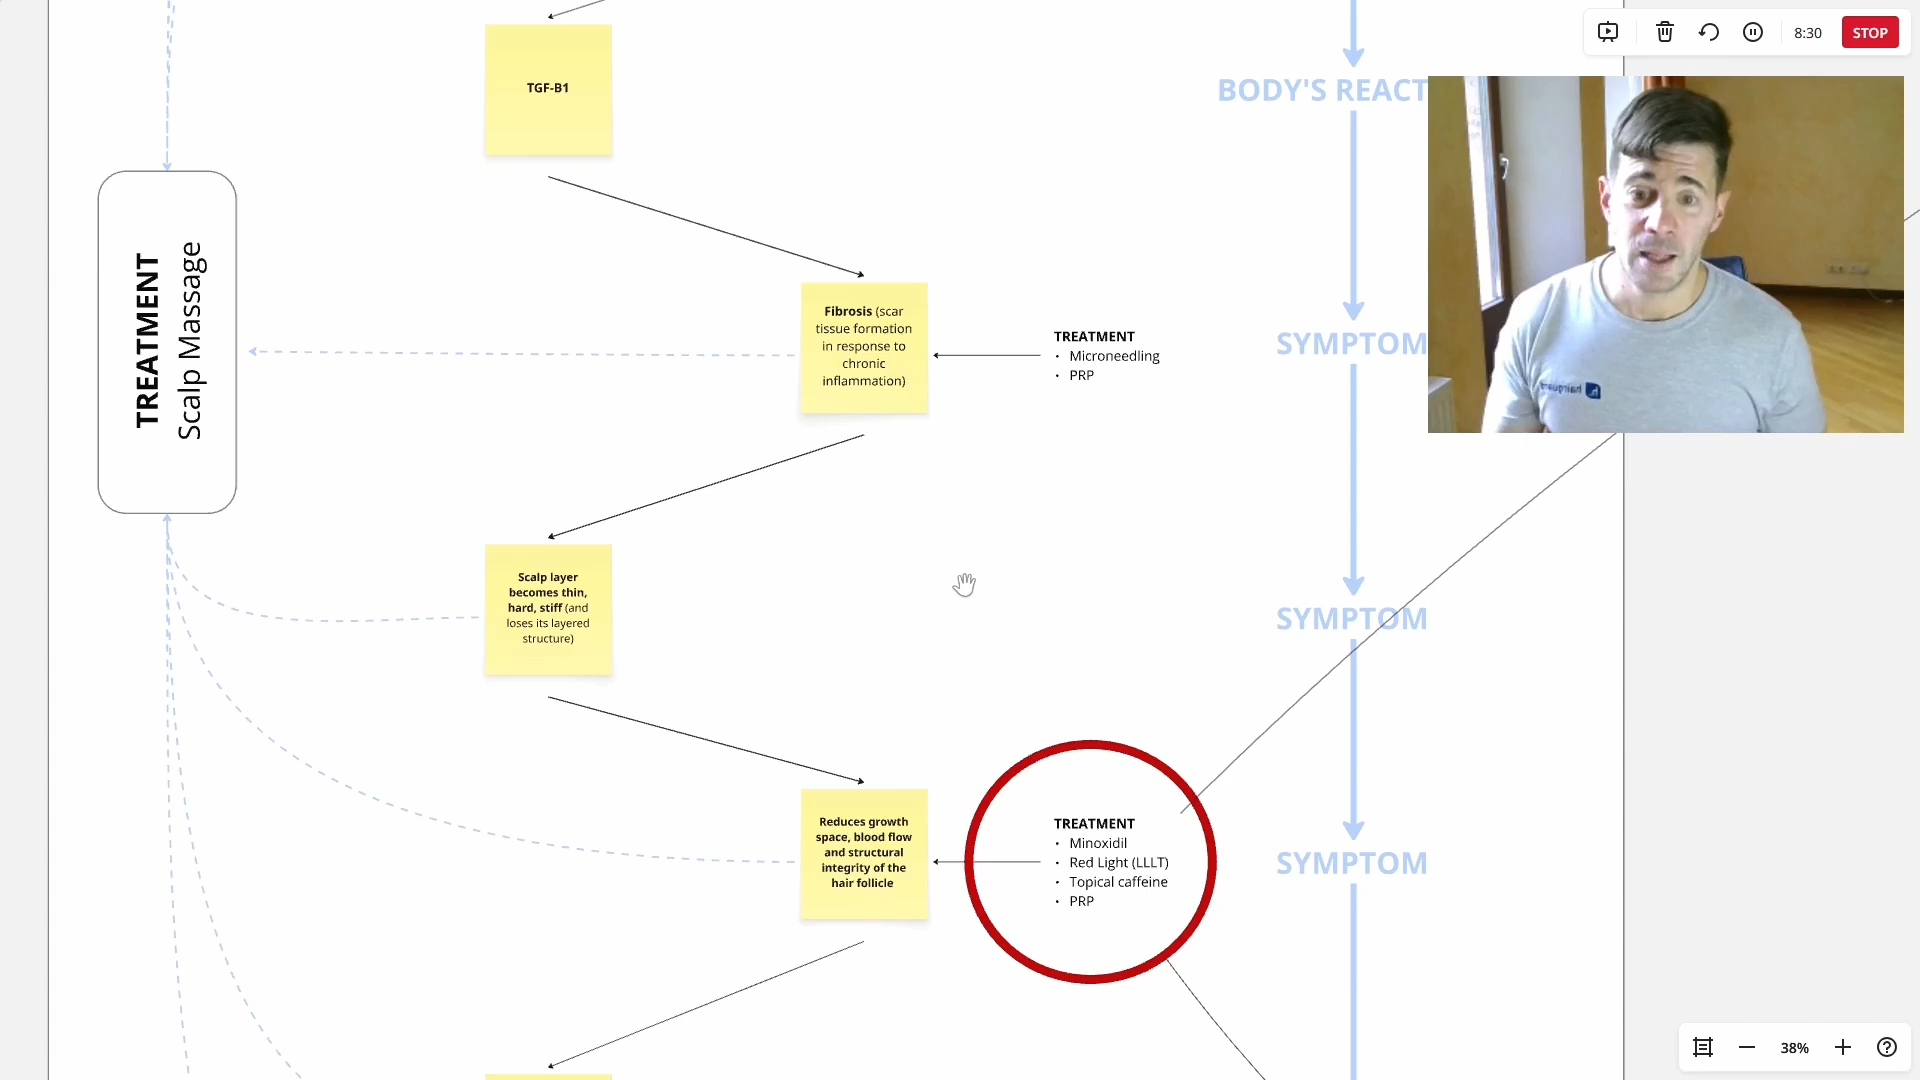 8:30
STOP
TGF-B1
BODY'S REACT
TREATMENT
Scalp Massage
Fibrosis (scar
tissue formation
in response to
chronic
inflammation)
TREATMENT
• Microneedling
• PRP
SYMPTOM
hairguard
Scalp layer
becomes thin,
hard, stiff (and
loses its layered
structure)
SYMPTOM
Reduces growth
space, blood flow
and structural
integrity of the
hair follicle
TREATMENT
• Minoxidil
• Red Light (LLLT)
• Topical caffeine
• PRP
SYMPTOM
38%